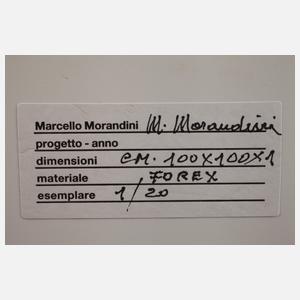 Marcello Morandini M. Morandini
progetto - anno
dimensioni CM. 100X100X1
materiale FOREX
esemplare 1/20